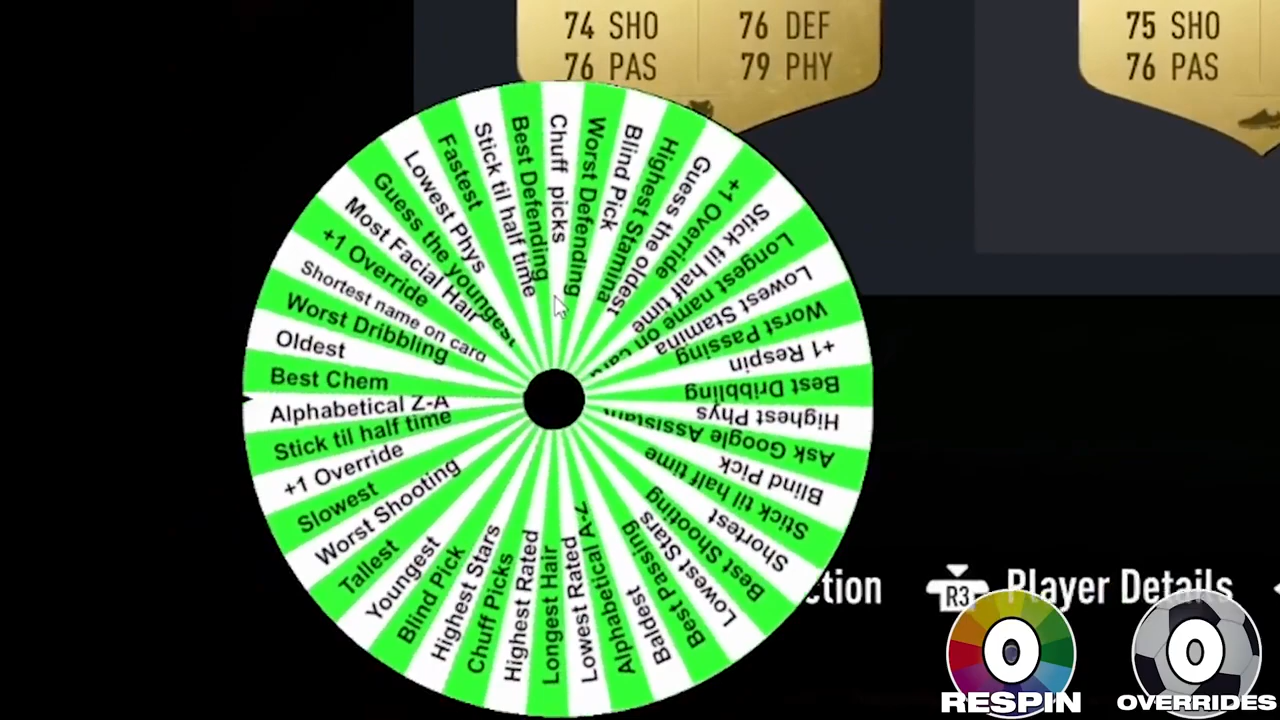 74 SHO
76 DEF
76 PAS
79 PHY
75 SHO
76 PAS
Chuff picks
Worst Defending
Blind Pick
Highest Stamina
Guess the oldest
+1 Override
Stick til half time
Longest name on card
Lowest Stamina
Worst Passing
+1 Respin
Best Dribbling
Highest Phys
Ask Google Assistant
Blind Pick
Stick til half time
Shortest
Best Shooting
Lowest Stars
Best Passing
Baldest
Alphabetical A-Z
Lowest Rated
Longest Hair
Highest Rated
Chuff Picks
Highest Stars
Blind Pick
Youngest
Tallest
Worst Shooting
Slowest
+1 Override
Stick til half time
Alphabetical Z-A
Best Chem
Oldest
Worst Dribbling
Shortest name on card
+1 Override
Most Facial Hair
Guess the youngest
Lowest Phys
Fastest
Stick til half time
Best Defending
R3 Player Details
0
RESPIN
0
OVERRIDES